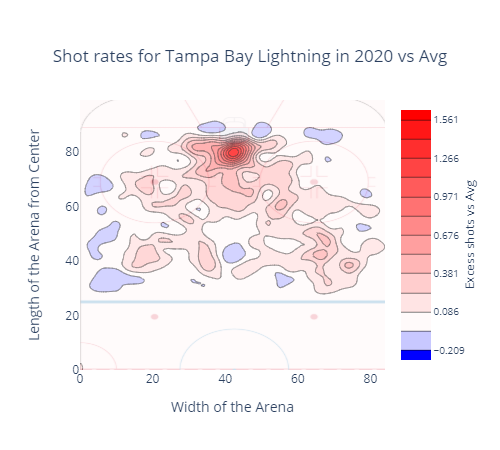 Shot rates for Tampa Bay Lightning in 2020 vs Avg
1.561
1.266
0.971
0.676
0.381
0.086
−0.209
Excess shots vs Avg
80
60
40
20
0
Length of the Arena from Center
0 20 40 60 80
Width of the Arena